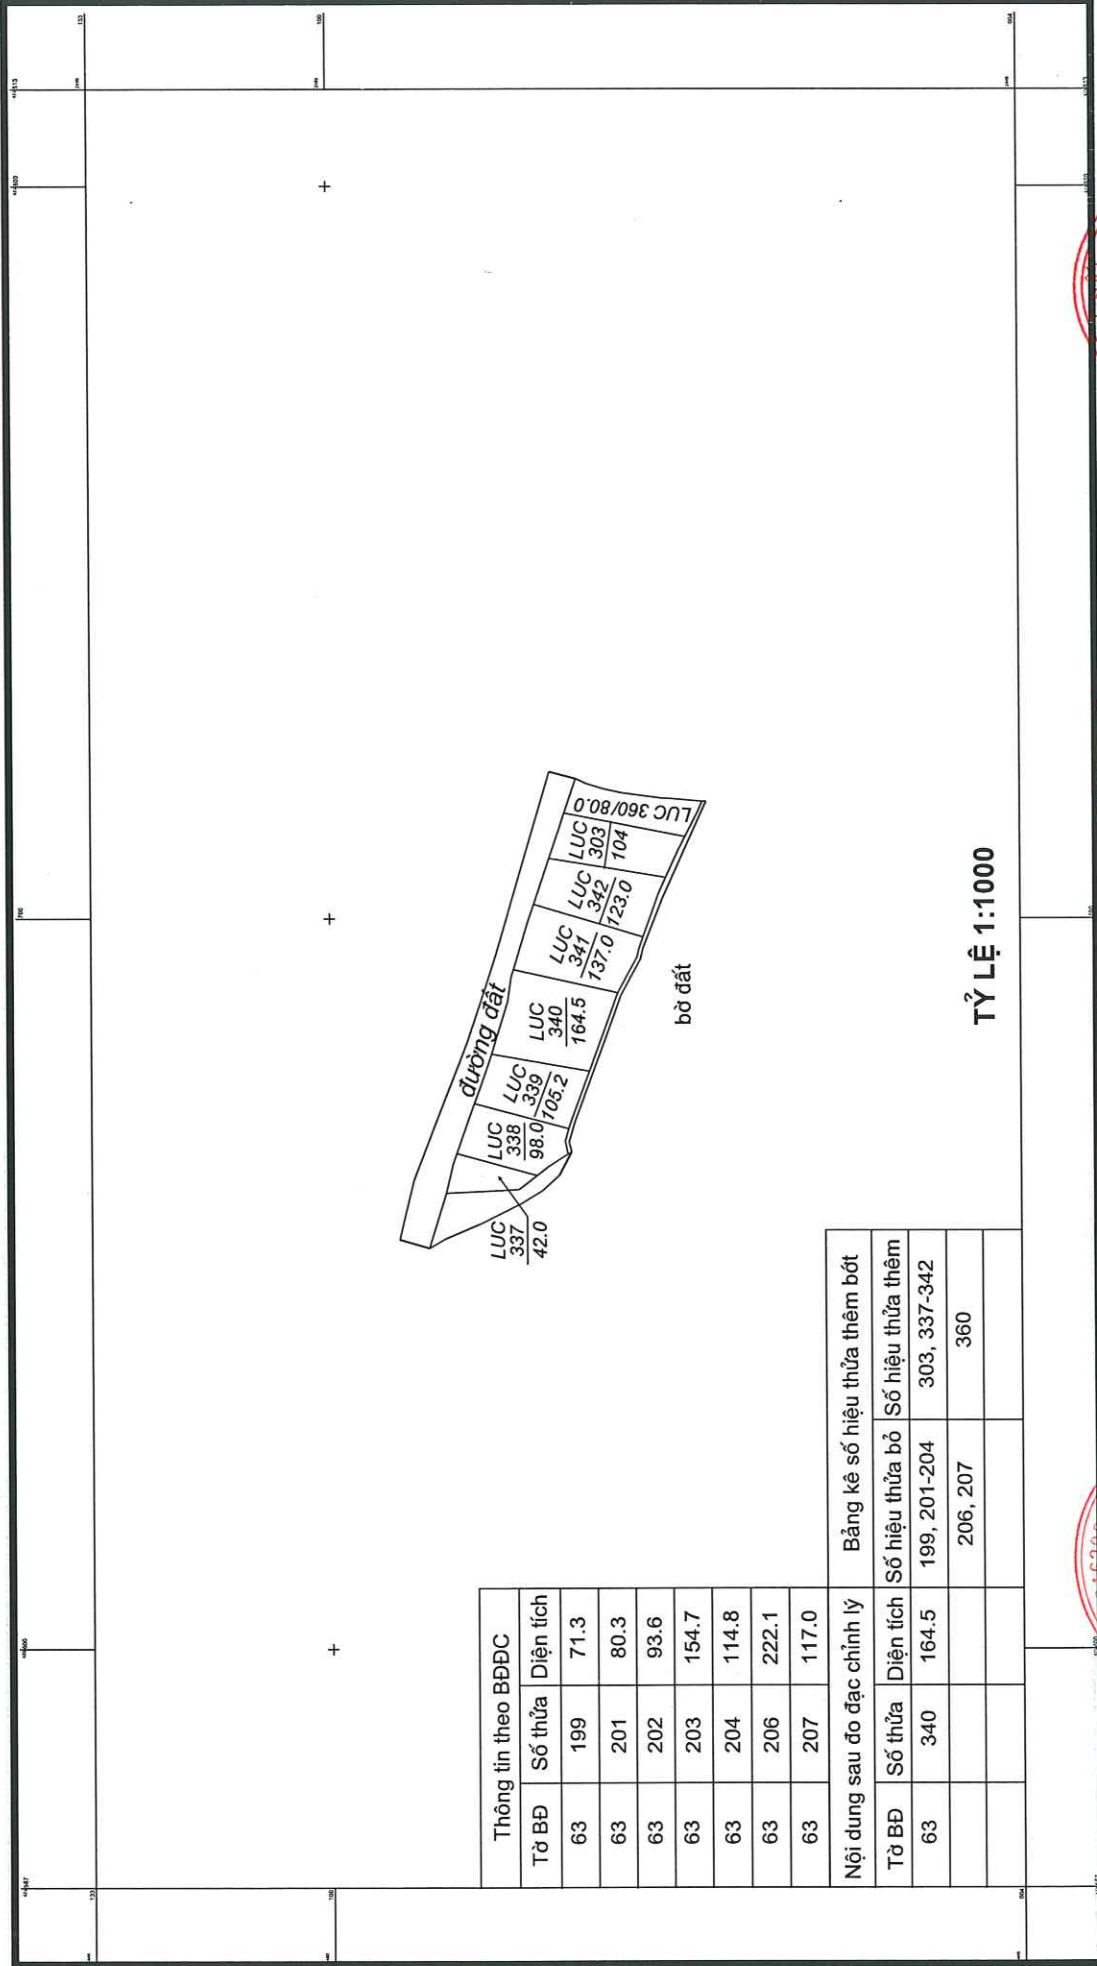 đường đất
LUC
337
42.0
LUC
338
98.0
LUC
339
105.2
LUC
340
164.5
LUC
341
137.0
LUC
342
123.0
LUC
303
104
LUC 360/80.0
bờ đất
Thông tin theo BĐĐC
Tờ BĐ Số thửa Diện tích
63 199 71.3
63 201 80.3
63 202 93.6
63 203 154.7
63 204 114.8
63 206 222.1
63 207 117.0
Nội dung sau đo đạc chỉnh lý Bảng kê số hiệu thửa thêm bớt
Tờ BĐ Số thửa Diện tích Số hiệu thửa bỏ Số hiệu thửa thêm
63 340 164.5 199, 201-204 303, 337-342
206, 207 360
TỶ LỆ 1:1000